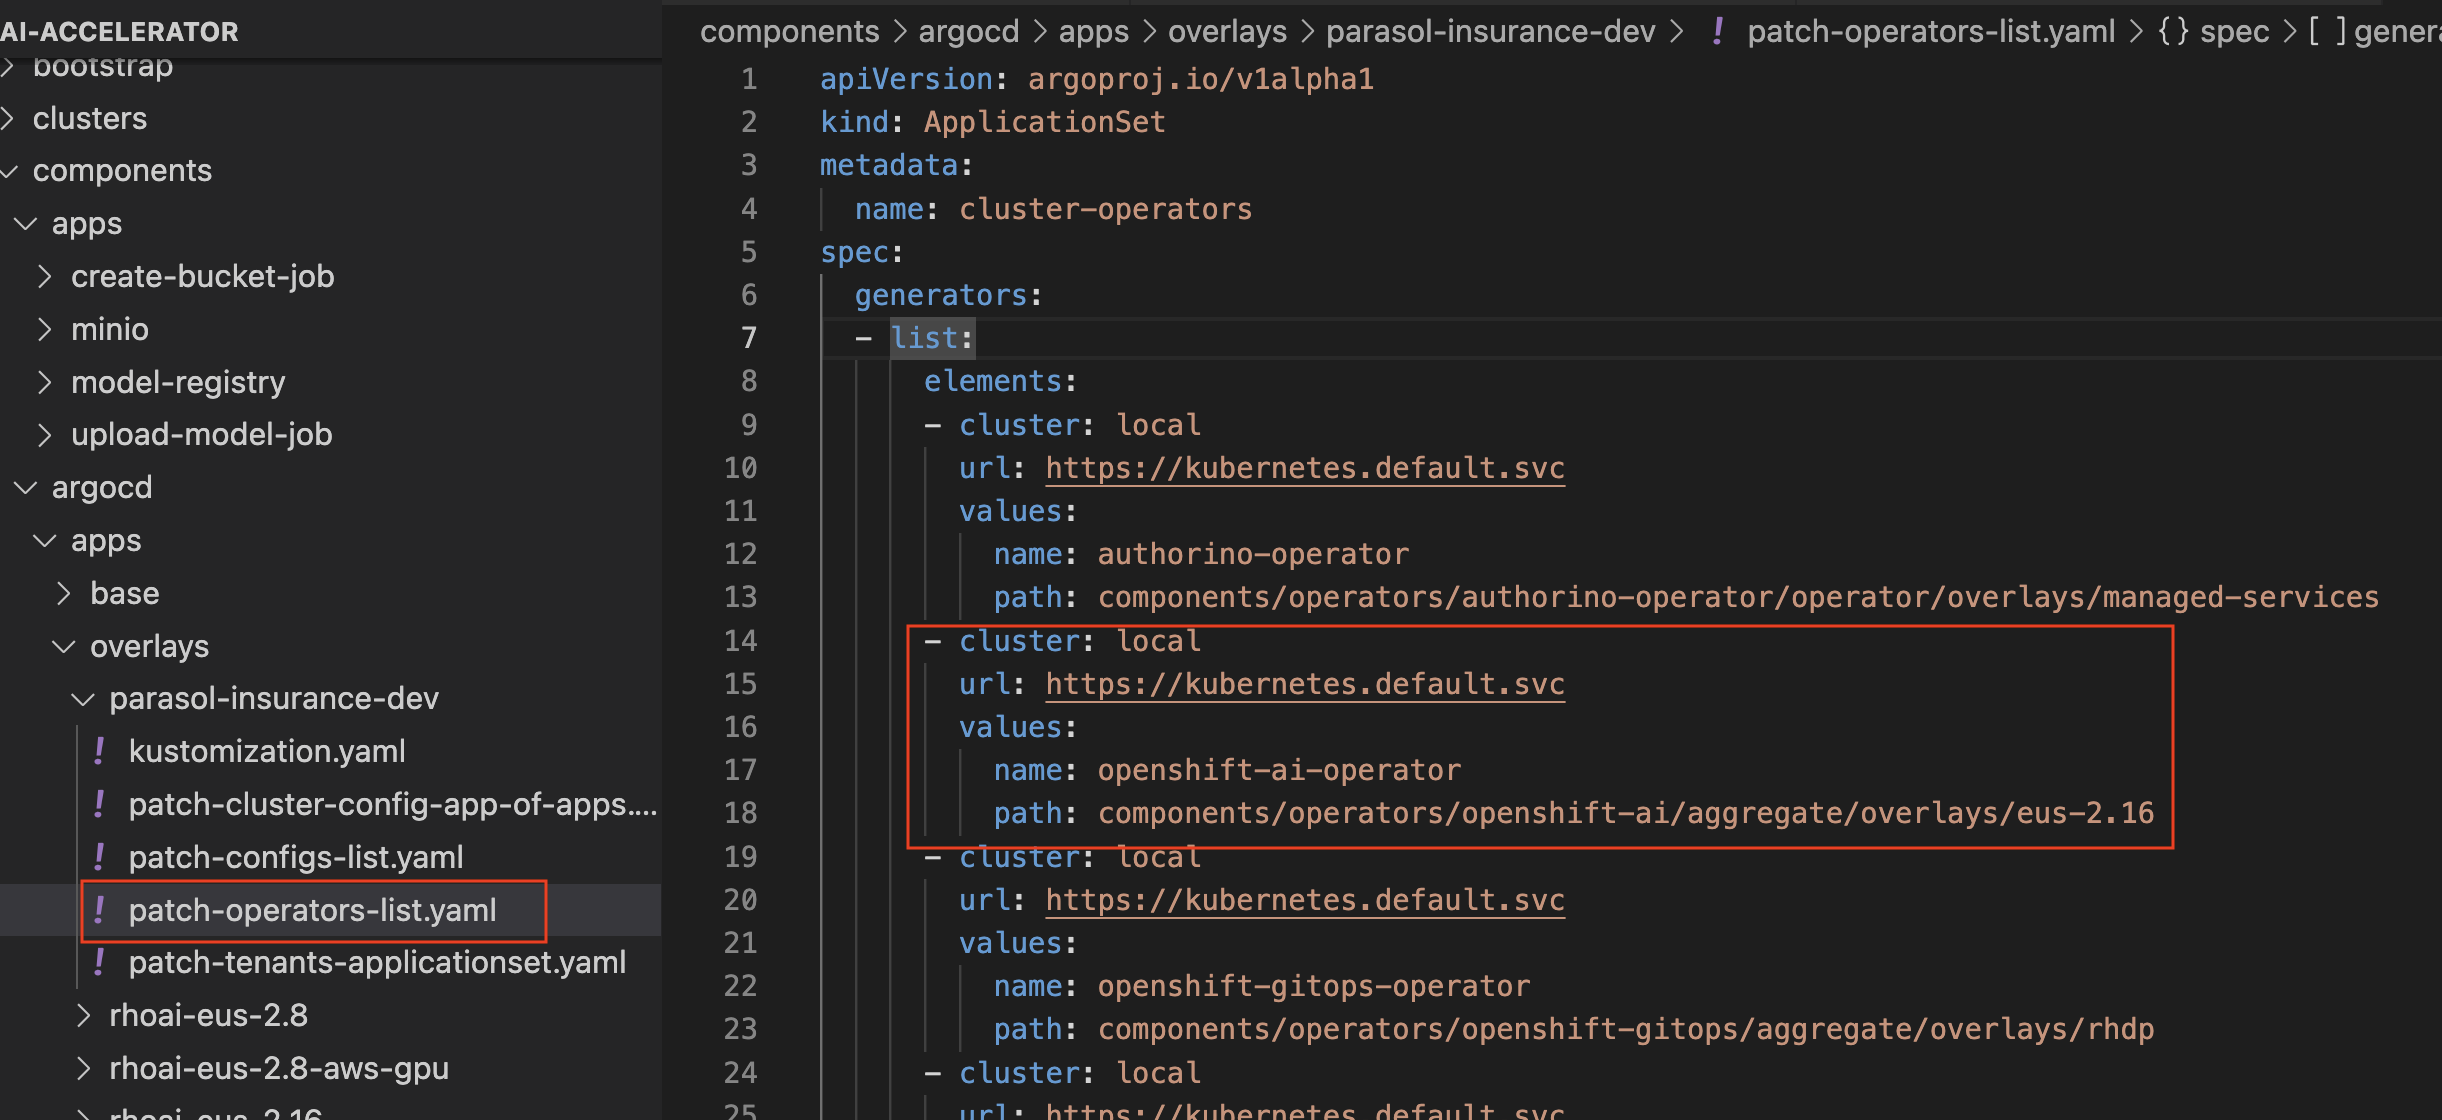 AI-ACCELERATOR
bootstrap
clusters
components
apps
create-bucket-job
minio
model-registry
upload-model-job
argocd
apps
base
overlays
parasol-insurance-dev
! kustomization.yaml
! patch-cluster-config-app-of-apps....
! patch-configs-list.yaml
! patch-operators-list.yaml
! patch-tenants-applicationset.yaml
rhoai-eus-2.8
rhoai-eus-2.8-aws-gpu
rhoai-eus-2.16
components > argocd > apps > overlays > parasol-insurance-dev > ! patch-operators-list.yaml > {} spec > [ ] genera
1 apiVersion: argoproj.io/v1alpha1
2 kind: ApplicationSet
3 metadata:
4 name: cluster-operators
5 spec:
6 generators:
7 - list:
8 elements:
9 - cluster: local
10 url: https://kubernetes.default.svc
11 values:
12 name: authorino-operator
13 path: components/operators/authorino-operator/operator/overlays/managed-services
14 - cluster: local
15 url: https://kubernetes.default.svc
16 values:
17 name: openshift-ai-operator
18 path: components/operators/openshift-ai/aggregate/overlays/eus-2.16
19 - cluster: local
20 url: https://kubernetes.default.svc
21 values:
22 name: openshift-gitops-operator
23 path: components/operators/openshift-gitops/aggregate/overlays/rhdp
24 - cluster: local
25 url: https://kubernetes.default.svc